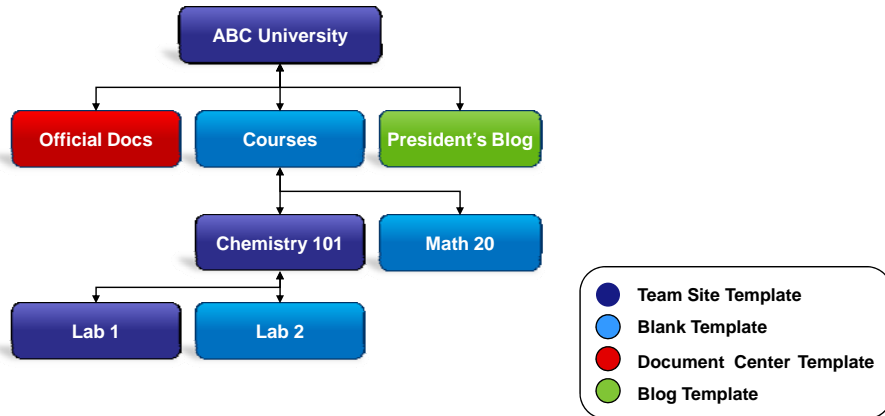 ABC University
Official Docs
Courses
President's Blog
Chemistry 101
Math 20
Lab 1
Lab 2
Team Site Template
Blank Template
Document Center Template
Blog Template